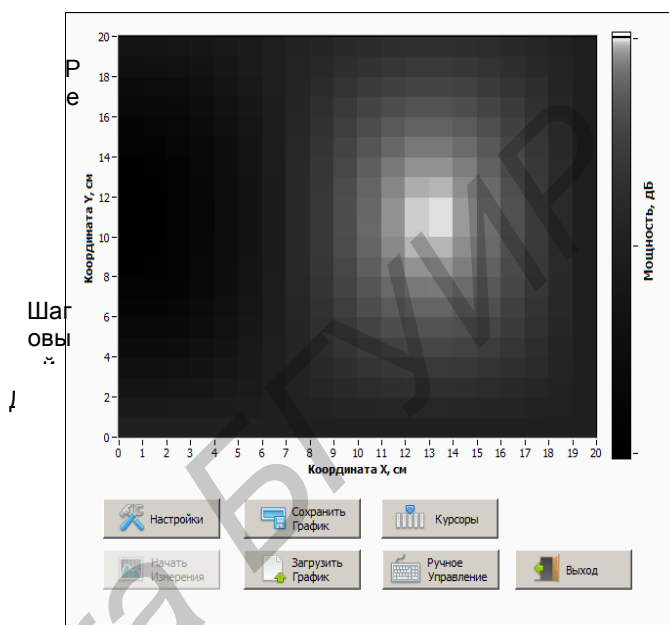 Р
е
Шаг
овы
й
20
18
16
14
12
10
8
6
4
2
0
Координата Y, см
0 1 2 3 4 5 6 7 8 9 10 11 12 13 14 15 16 17 18 19 20
Координата X, см
Мощность, дБ
Настройки
Сохранить
График
Курсоры
Начать
Измерения
Загрузить
График
Ручное
Управление
Выход
БГУИР